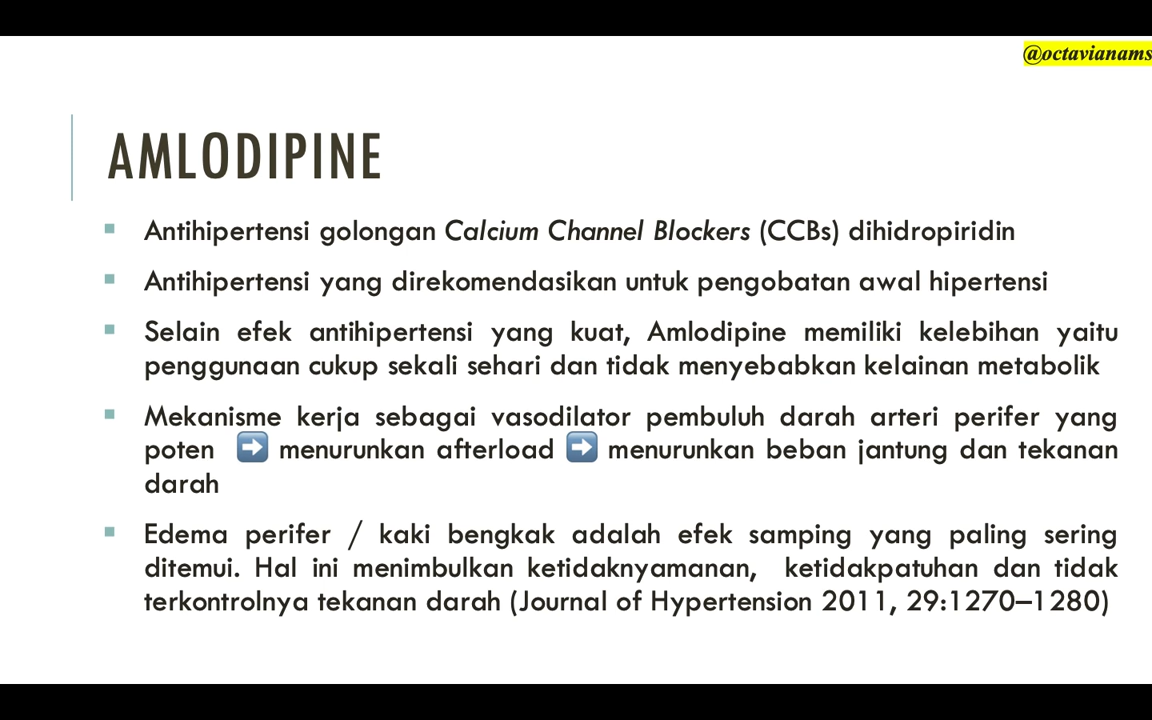 @octavianams
AMLODIPINE
▪ Antihipertensi golongan Calcium Channel Blockers (CCBs) dihidropiridin
▪ Antihipertensi yang direkomendasikan untuk pengobatan awal hipertensi
▪ Selain efek antihipertensi yang kuat, Amlodipine memiliki kelebihan yaitu
penggunaan cukup sekali sehari dan tidak menyebabkan kelainan metabolik
▪ Mekanisme kerja sebagai vasodilator pembuluh darah arteri perifer yang
poten ➡️ menurunkan afterload ➡️ menurunkan beban jantung dan tekanan
darah
▪ Edema perifer / kaki bengkak adalah efek samping yang paling sering
ditemui. Hal ini menimbulkan ketidaknyamanan, ketidakpatuhan dan tidak
terkontrolnya tekanan darah (Journal of Hypertension 2011, 29:1270–1280)